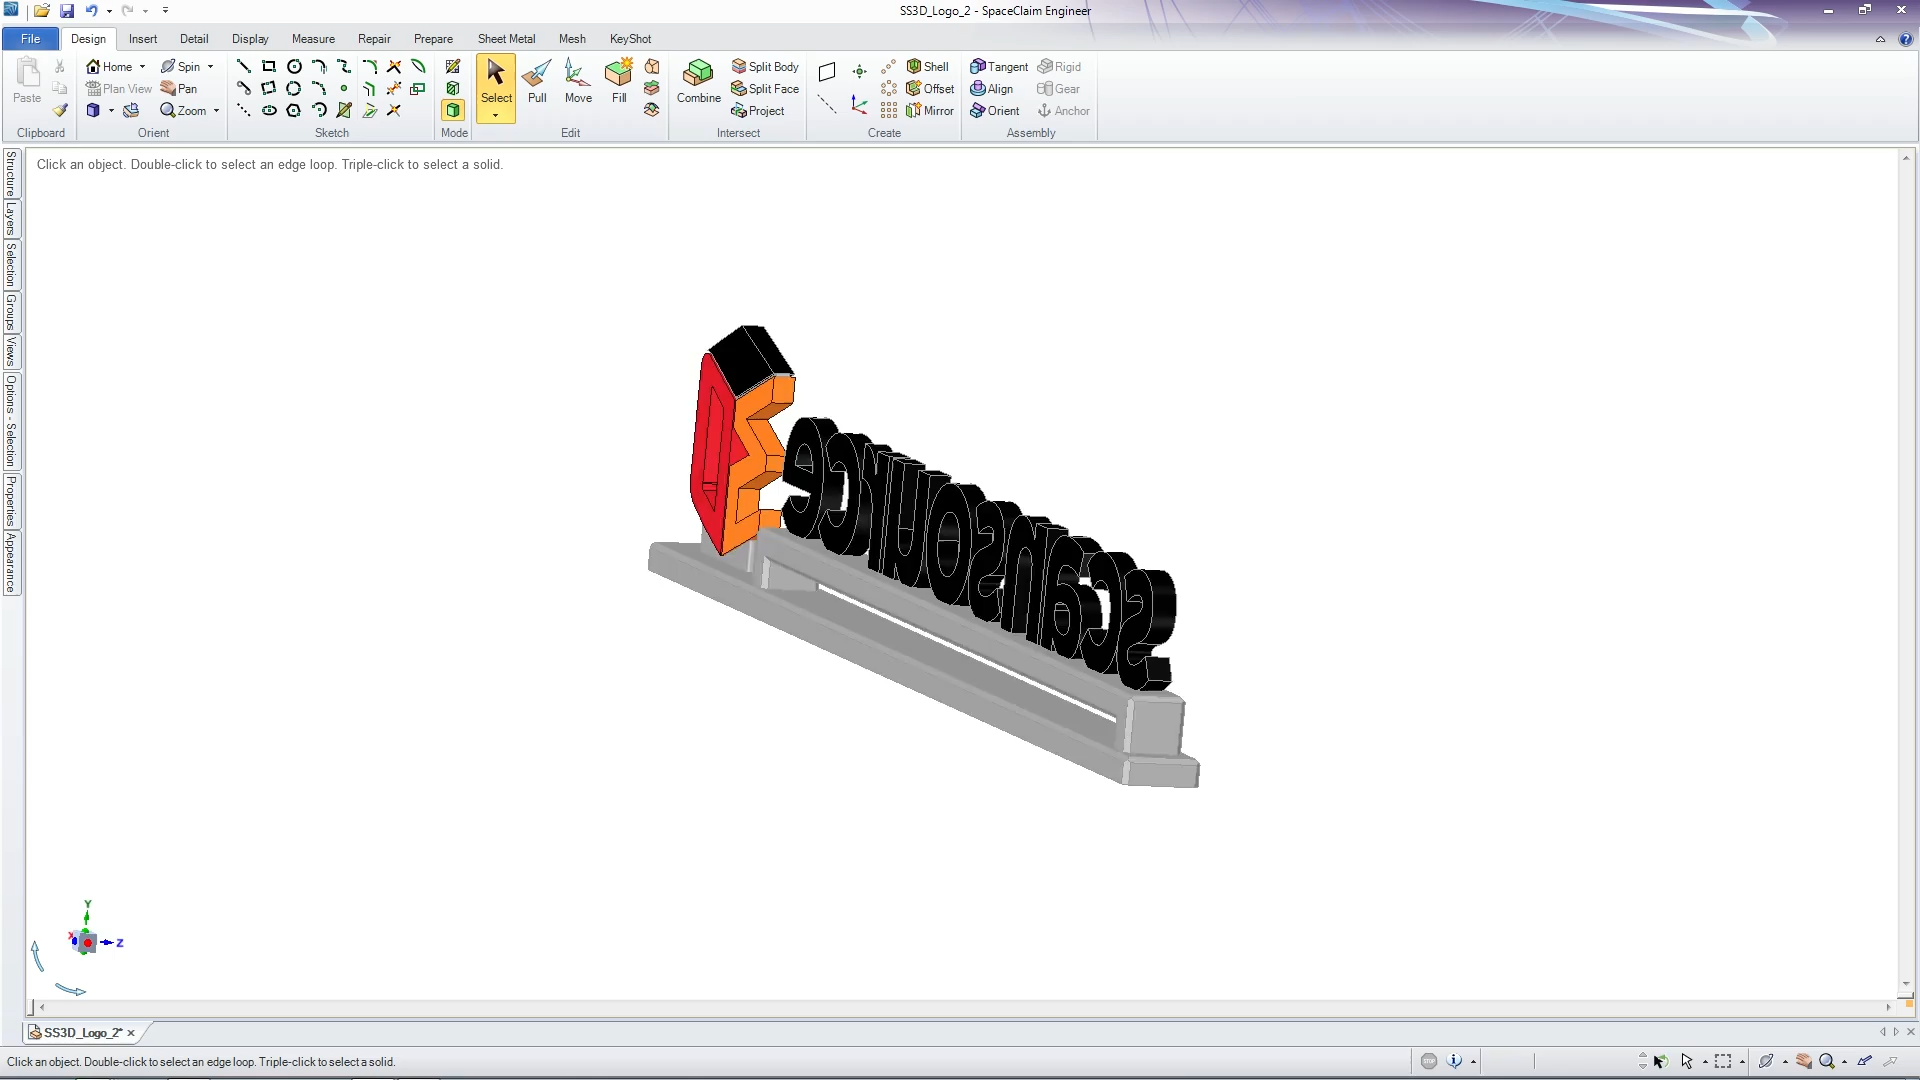 SS3D_Logo_2 - SpaceClaim Engineer
File Design Insert Detail Display Measure Repair Prepare Sheet Metal Mesh KeyShot
Paste
Clipboard
Home Spin
Plan View Pan
Zoom
Orient
Sketch
Mode
Select Pull Move Fill
Edit
Combine
Split Body
Split Face
Project
Intersect
Shell
Offset
Mirror
Create
Tangent Rigid
Align Gear
Orient Anchor
Assembly
Click an object. Double-click to select an edge loop. Triple-click to select a solid.
Structure
Layers
Selection
Groups
Views
Options - Selection
Properties
Appearance
Y
X
Z
SS3D_Logo_2*
Click an object. Double-click to select an edge loop. Triple-click to select a solid.